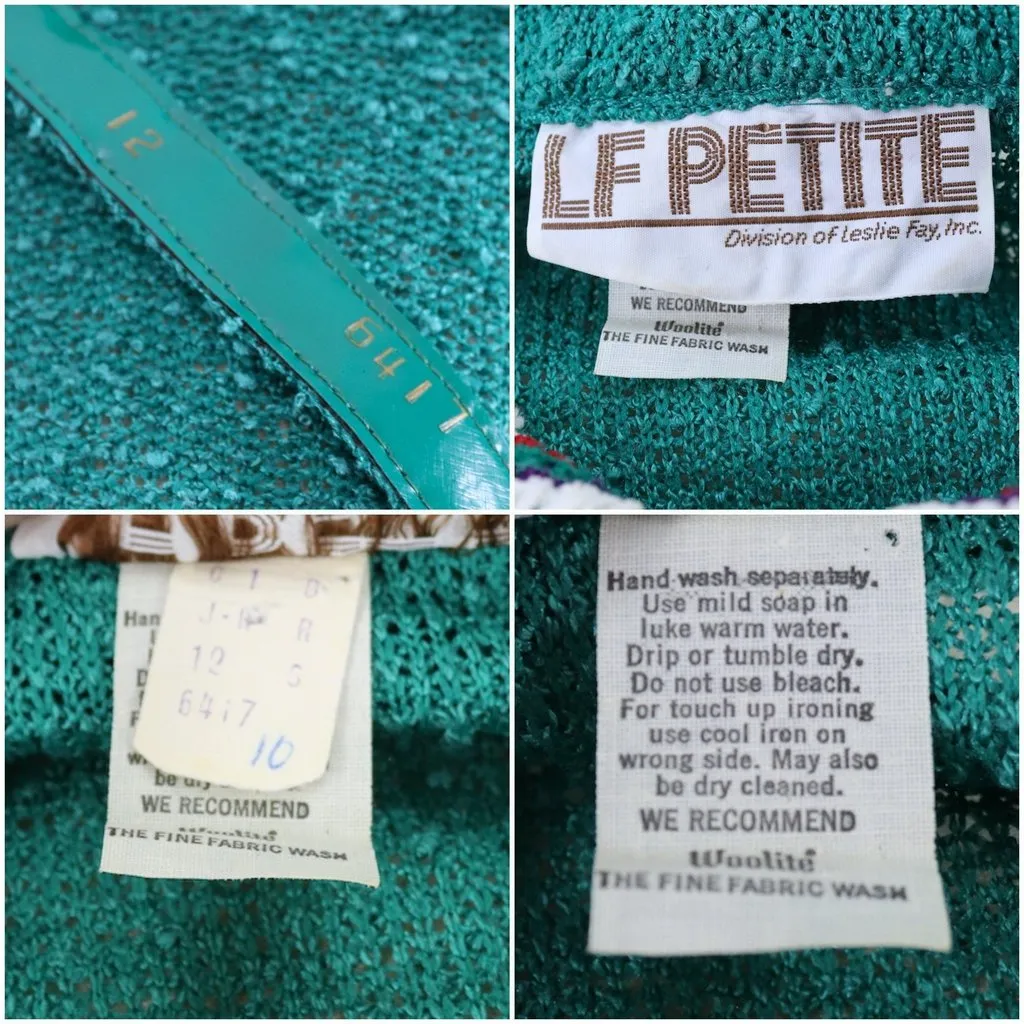 12
6417
LF PETITE
Division of Leslie Fay, Inc.
WE RECOMMEND
Woolite
THE FINE FABRIC WASH
12
6417
10
Han
be dry
WE RECOMMEND
Woolite
THE FINE FABRIC WASH
Hand wash separately.
Use mild soap in
luke warm water.
Drip or tumble dry.
Do not use bleach.
For touch up ironing
use cool iron on
wrong side. May also
be dry cleaned.
WE RECOMMEND
Woolite
THE FINE FABRIC WASH